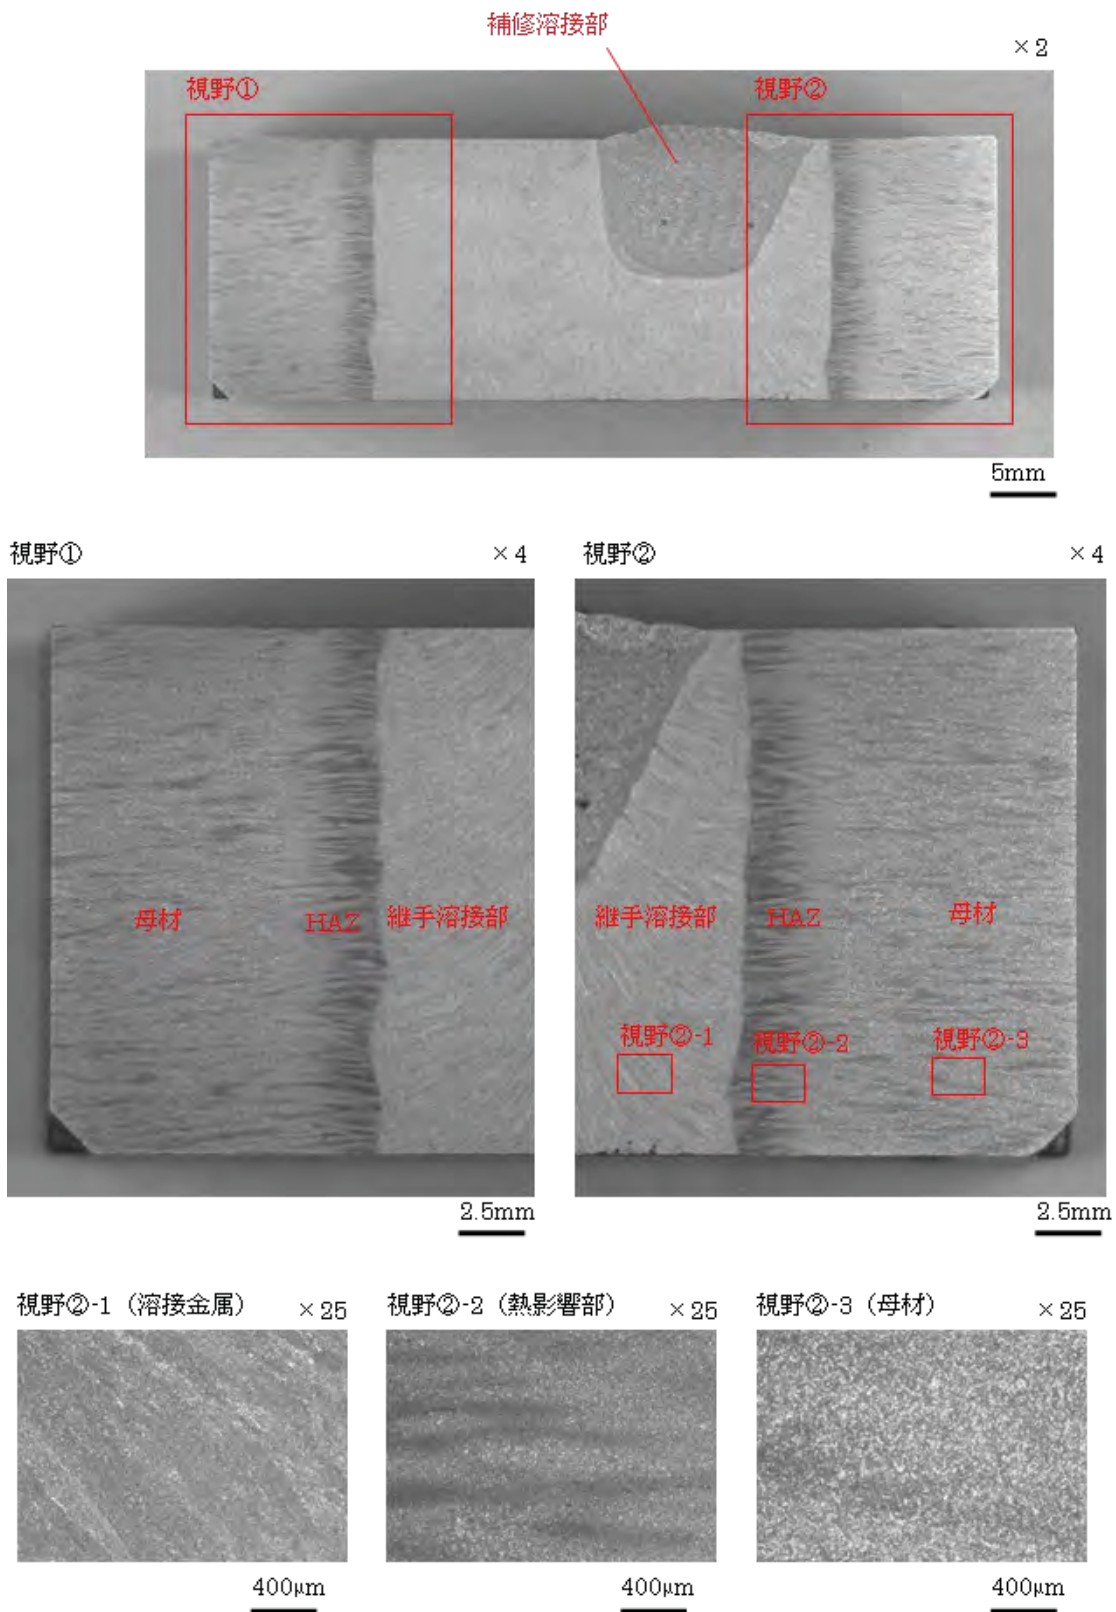 補修溶接部
×2
視野①
視野②
5mm
視野①
×4
視野②
×4
母材
HAZ
継手溶接部
継手溶接部
HAZ
母材
視野②-1
視野②-2
視野②-3
2.5mm
2.5mm
視野②-1（溶接金属）
×25
視野②-2（熱影響部）
×25
視野②-3（母材）
×25
400μm
400μm
400μm